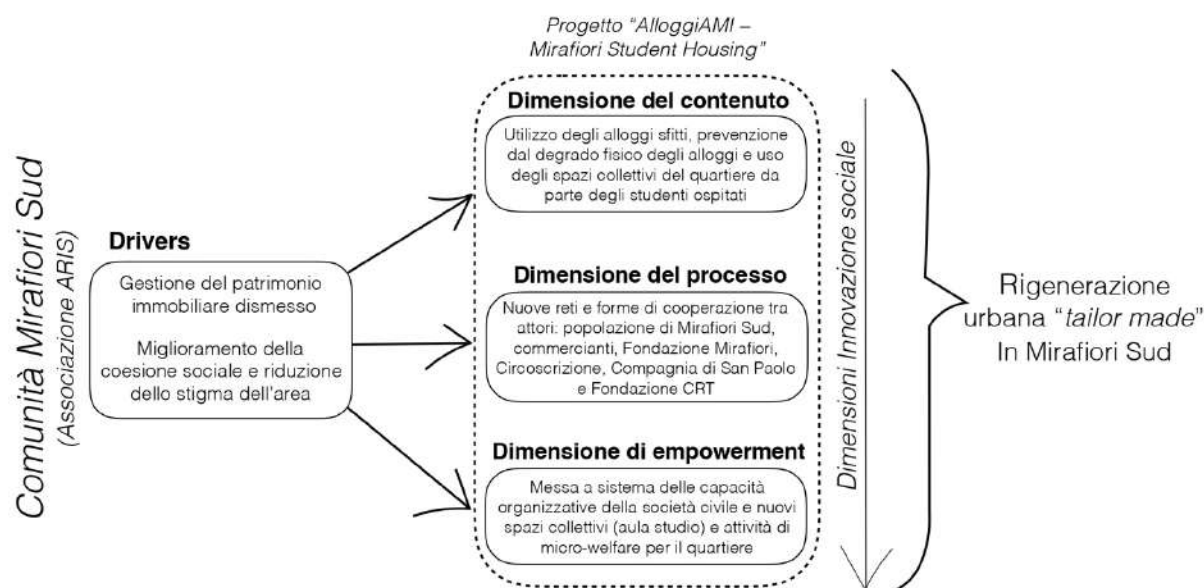 Comunità Mirafiori Sud
(Associazione ARIS)
Drivers
Gestione del patrimonio
immobiliare dismesso
Miglioramento della
coesione sociale e riduzione
dello stigma dell'area
Progetto "AlloggiAMI –
Mirafiori Student Housing"
Dimensione del contenuto
Utilizzo degli alloggi sfitti, prevenzione
dal degrado fisico degli alloggi e uso
degli spazi collettivi del quartiere da
parte degli studenti ospitati
Dimensione del processo
Nuove reti e forme di cooperazione tra
attori: popolazione di Mirafiori Sud,
commercianti, Fondazione Mirafiori,
Circoscrizione, Compagnia di San Paolo
e Fondazione CRT
Dimensione di empowerment
Messa a sistema delle capacità
organizzative della società civile e nuovi
spazi collettivi (aula studio) e attività di
micro-welfare per il quartiere
Dimensioni Innovazione sociale
Rigenerazione
urbana "tailor made"
In Mirafiori Sud